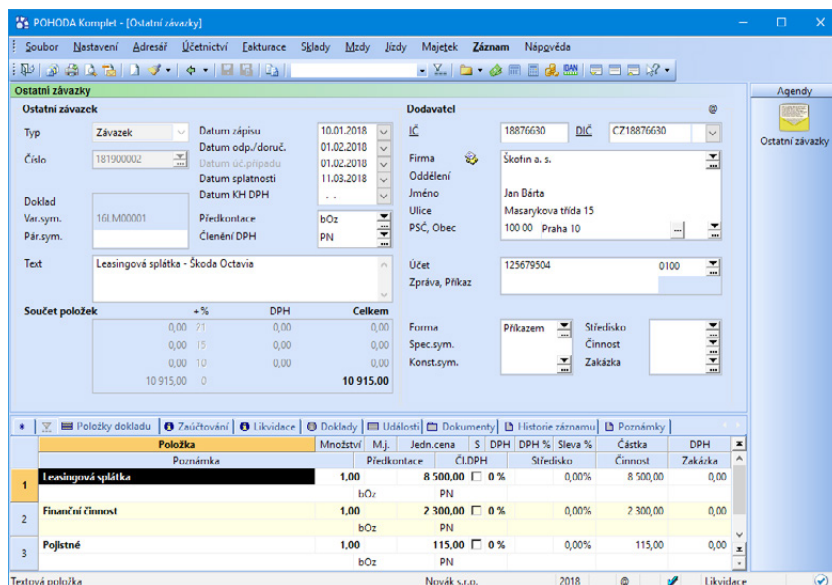 POHODA Komplet - [Ostatní závazky]
Soubor Nastavení Adresář Účetnictví Fakturace Sklady Mzdy Jízdy Majetek Záznam Nápověda
Ostatní závazky
Agendy
Ostatní závazky
Ostatní závazek
Typ Závazek
Číslo 181900002
Doklad
Var.sym. 16LM00001
Pár.sym.
Datum zápisu 10.01.2018
Datum odp./doruč. 01.02.2018
Datum úč.případu 01.02.2018
Datum splatnosti 11.03.2018
Datum KH DPH . .
Předkontace bOz
Členění DPH PN
Text Leasingová splátka - Škoda Octavia
Součet položek +% DPH Celkem
0,00 21 0,00 0,00
0,00 15 0,00 0,00
0,00 10 0,00 0,00
10 915,00 0 10 915.00
Dodavatel @
IČ 18876630 DIČ CZ18876630
Firma Škofin a. s.
Oddělení
Jméno Jan Bárta
Ulice Masarykova třída 15
PSČ, Obec 100 00 Praha 10
Účet 125679504 0100
Zpráva, Příkaz
Forma Příkazem Středisko
Spec.sym. Činnost
Konst.sym. Zakázka
* Položky dokladu Zaúčtování Likvidace Doklady Události Dokumenty Historie záznamu Poznámky
Položka Množství M.j. Jedn.cena S DPH DPH % Sleva % Částka DPH
Poznámka Předkontace Čl.DPH Středisko Činnost Zakázka
1 Leasingová splátka 1,00 8 500,00 0 % 0,00% 8 500,00 0,00
bOz PN
2 Finanční činnost 1,00 2 300,00 0 % 0,00% 2 300,00 0,00
bOz PN
3 Pojistné 1,00 115,00 0 % 0,00% 115,00 0,00
bOz PN
Textová položka Novák s.r.o. 2018 @ Likvidace